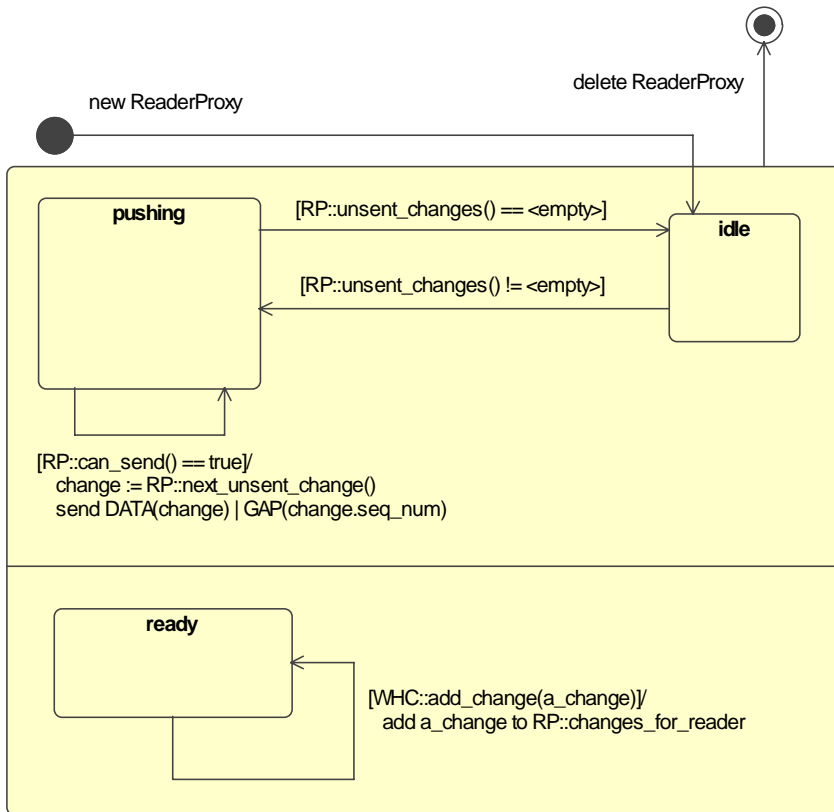 delete ReaderProxy
new ReaderProxy
pushing
[RP::unsent_changes() == <empty>]
idle
[RP::unsent_changes() != <empty>]
[RP::can_send() == true]/
change := RP::next_unsent_change()
send DATA(change) | GAP(change.seq_num)
ready
[WHC::add_change(a_change)]/
add a_change to RP::changes_for_reader